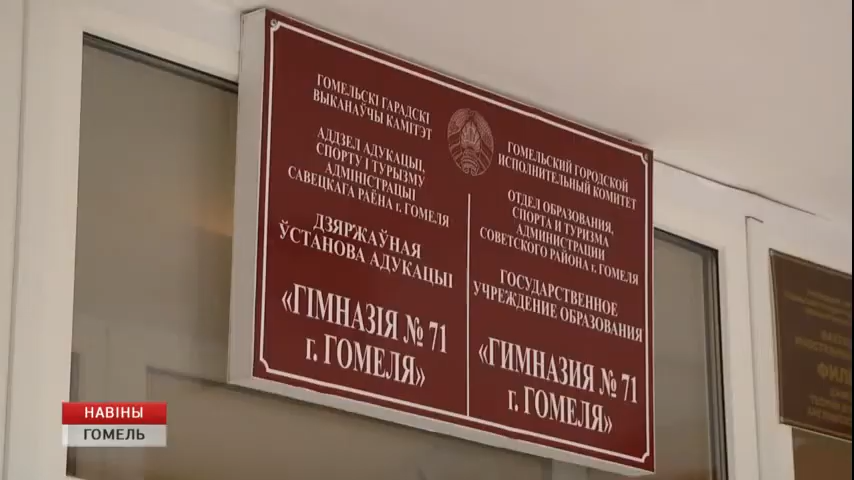 ГОМЕЛЬСКІ ГАРАДСКІ
ВЫКАНАЎЧЫ КАМІТЭТ
АДДЗЕЛ АДУКАЦЫІ,
СПОРТУ І ТУРЫЗМУ
АДМІНІСТРАЦЫІ
САВЕЦКАГА РАЁНА г. ГОМЕЛЯ
ДЗЯРЖАЎНАЯ
ЎСТАНОВА АДУКАЦЫІ
«ГІМНАЗІЯ № 71
г. ГОМЕЛЯ»
ГОМЕЛЬСКИЙ ГОРОДСКОЙ
ИСПОЛНИТЕЛЬНЫЙ КОМИТЕТ
ОТДЕЛ ОБРАЗОВАНИЯ,
СПОРТА И ТУРИЗМА
АДМИНИСТРАЦИИ
СОВЕТСКОГО РАЙОНА г. ГОМЕЛЯ
ГОСУДАРСТВЕННОЕ
УЧРЕЖДЕНИЕ ОБРАЗОВАНИЯ
«ГИМНАЗИЯ № 71
г. ГОМЕЛЯ»
НАВІНЫ
ГОМЕЛЬ